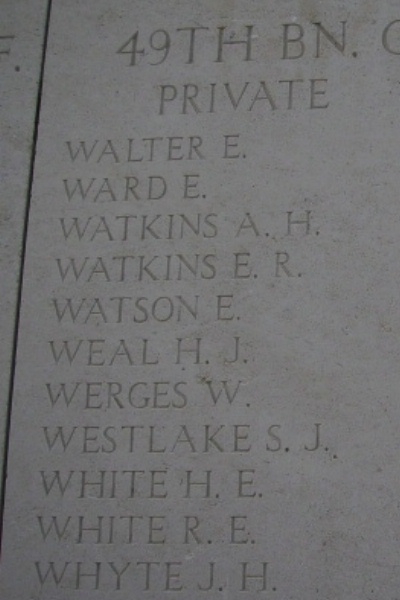 F.
49TH BN.
PRIVATE
WALTER E.
WARD E.
WATKINS A. H.
WATKINS E. R.
WATSON E.
WEAL H. J.
WERGES W.
WESTLAKE S. J.
WHITE H. E.
WHITE R. E.
WHYTE J. H.